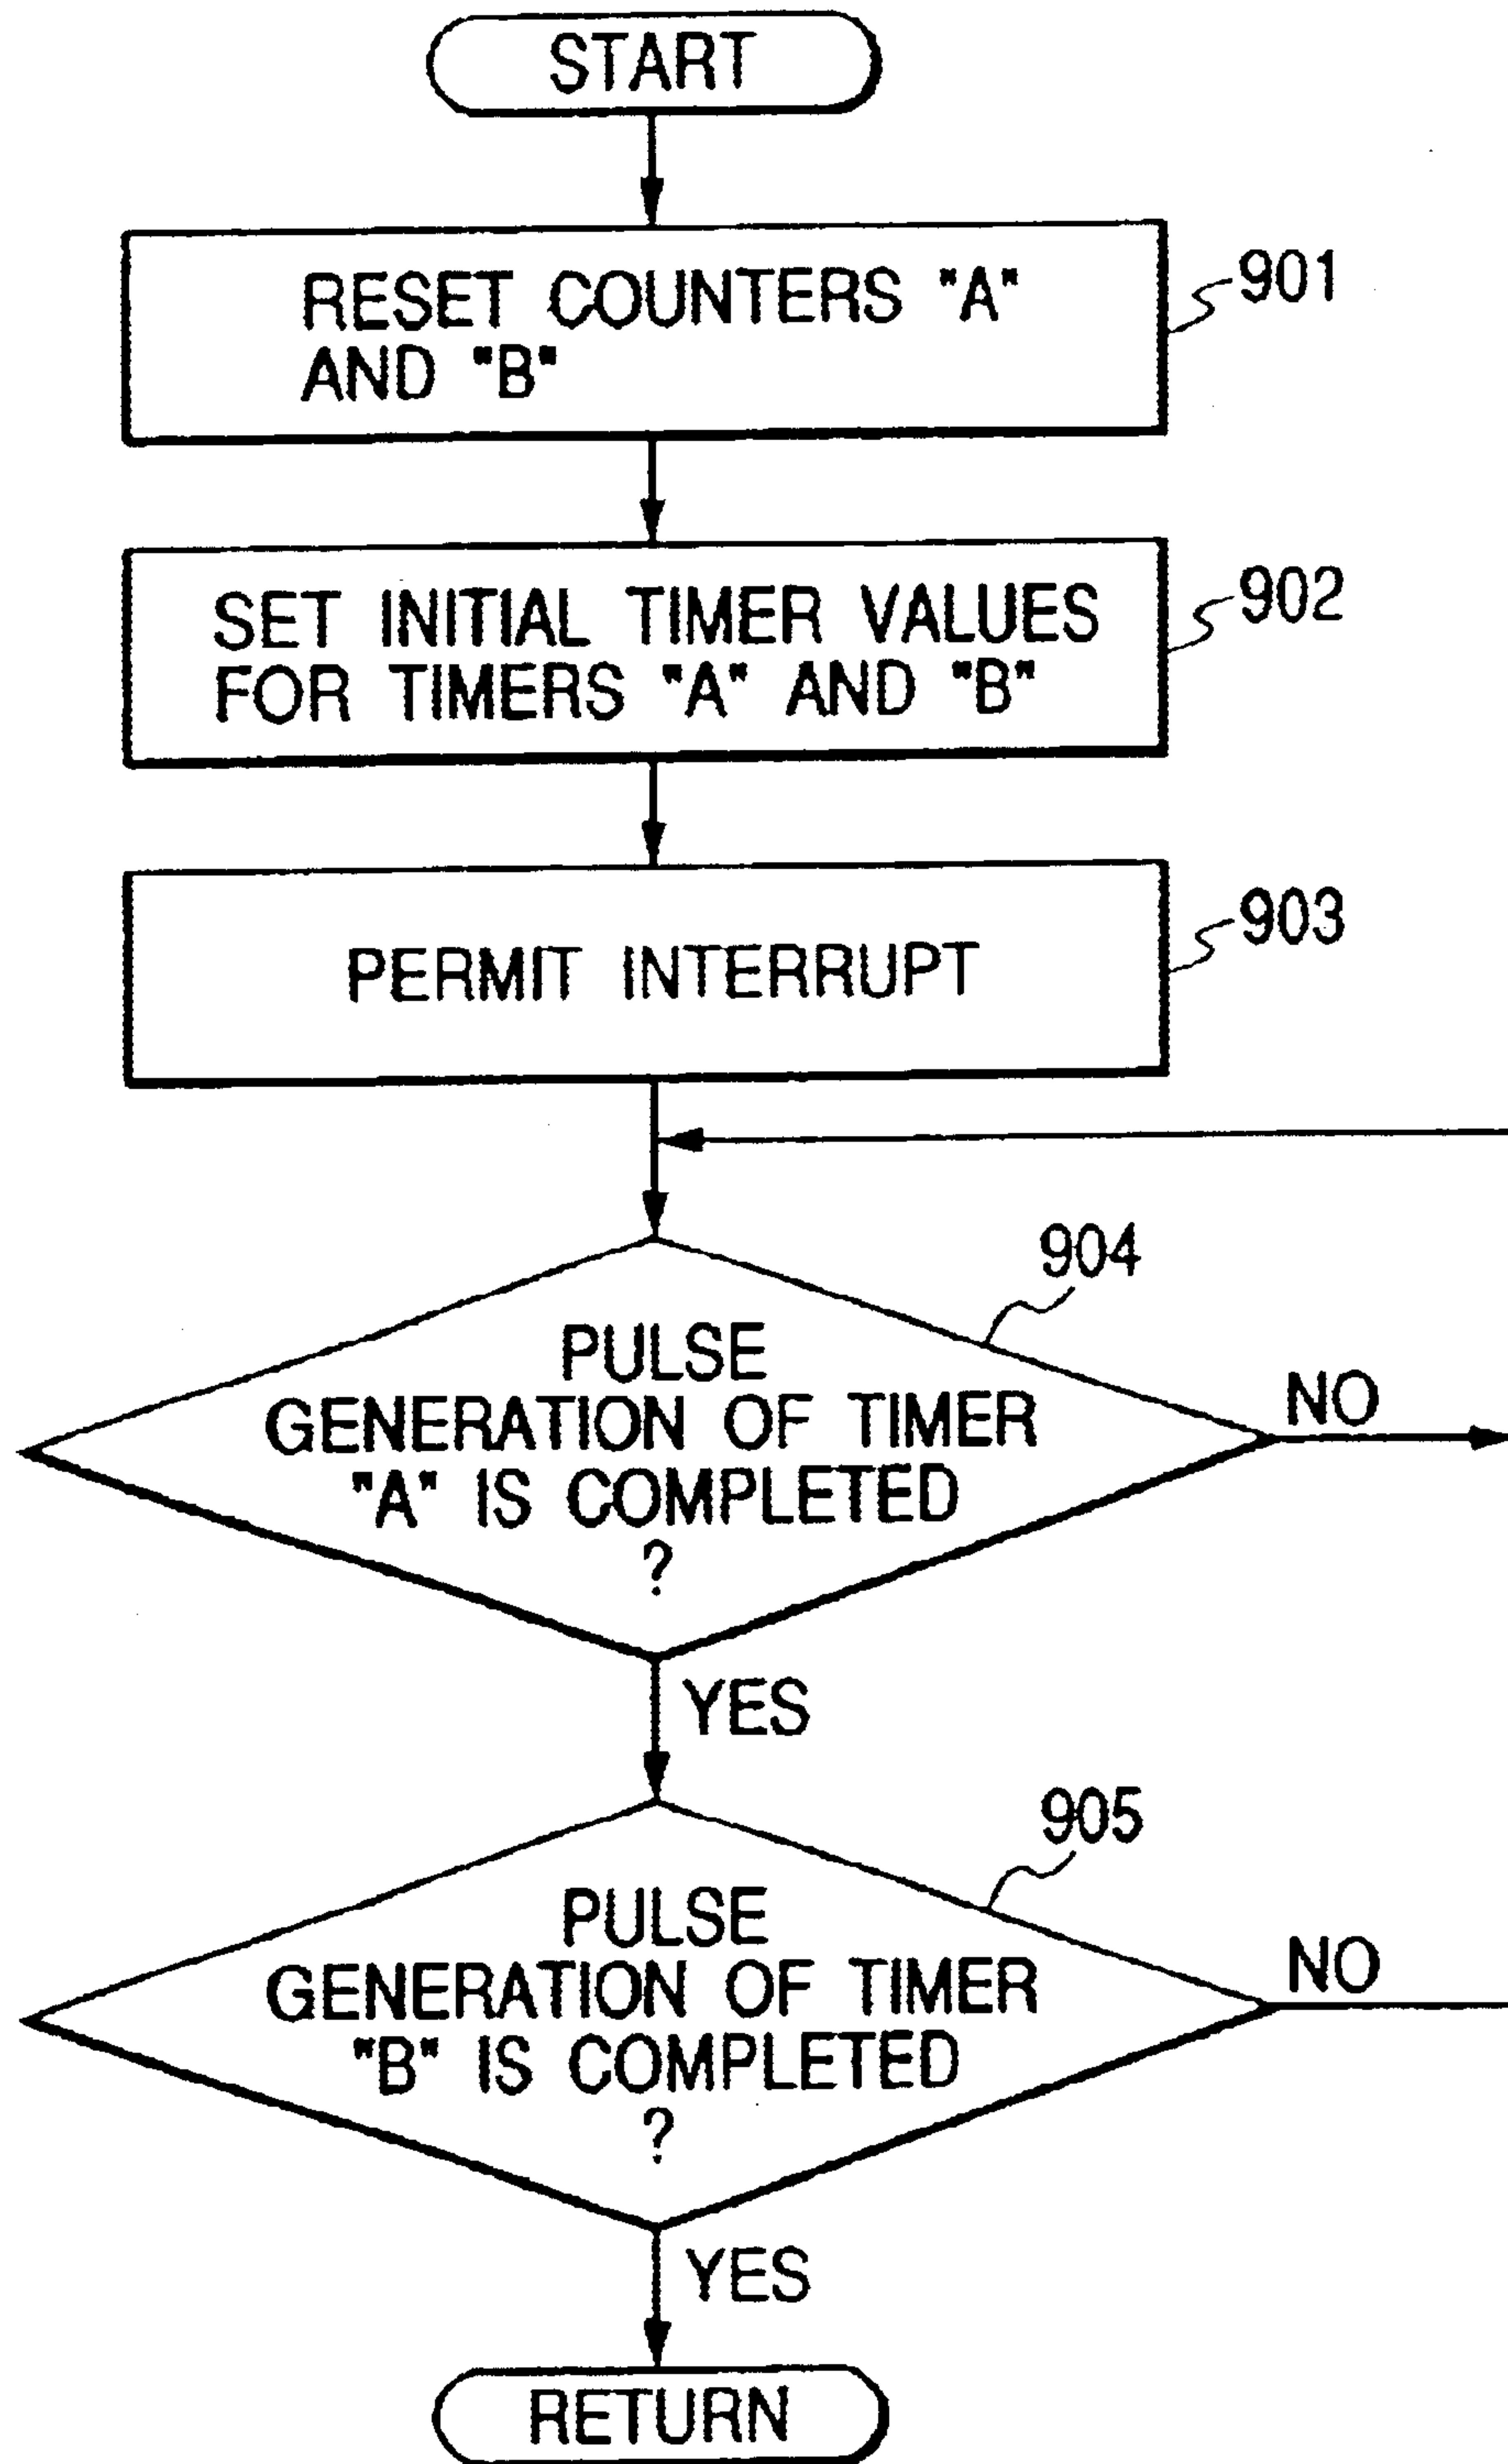 START
RESET COUNTERS "A"
AND "B"
901
SET INITIAL TIMER VALUES
FOR TIMERS "A" AND "B"
902
PERMIT INTERRUPT
903
904
PULSE
GENERATION OF TIMER
"A" IS COMPLETED
?
NO
YES
905
PULSE
GENERATION OF TIMER
"B" IS COMPLETED
?
NO
YES
RETURN